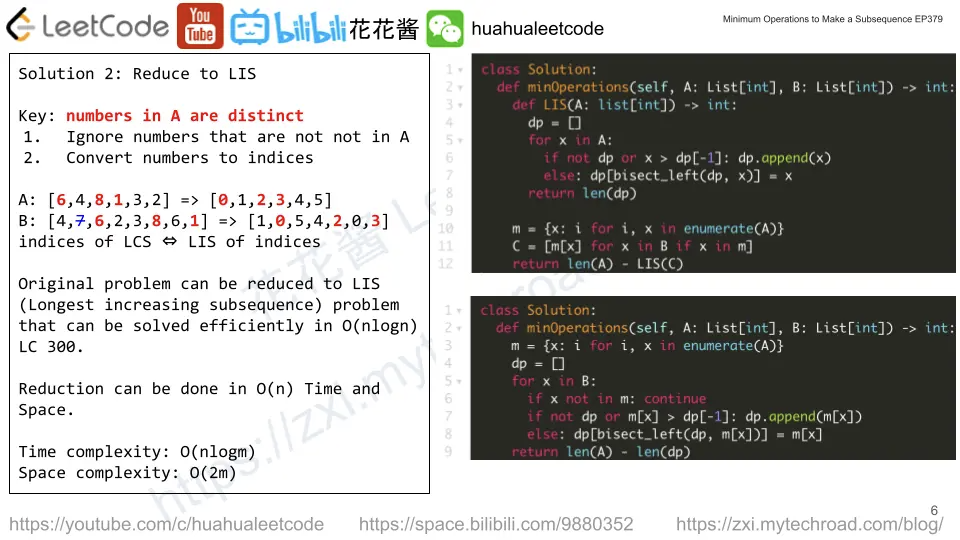 LeetCode You Tube bilibili 花花酱 huahualeetcode
Minimum Operations to Make a Subsequence EP379
Solution 2: Reduce to LIS
Key: numbers in A are distinct
1. Ignore numbers that are not not in A
2. Convert numbers to indices
A: [6,4,8,1,3,2] => [0,1,2,3,4,5]
B: [4,7,6,2,3,8,6,1] => [1,0,5,4,2,0,3]
indices of LCS ⇔ LIS of indices
Original problem can be reduced to LIS
(Longest increasing subsequence) problem
that can be solved efficiently in O(nlogn)
LC 300.
Reduction can be done in O(n) Time and
Space.
Time complexity: O(nlogm)
Space complexity: O(2m)
1 class Solution:
2 def minOperations(self, A: List[int], B: List[int]) -> int:
3 def LIS(A: list[int]) -> int:
4 dp = []
5 for x in A:
6 if not dp or x > dp[-1]: dp.append(x)
7 else: dp[bisect_left(dp, x)] = x
8 return len(dp)
9
10 m = {x: i for i, x in enumerate(A)}
11 C = [m[x] for x in B if x in m]
12 return len(A) - LIS(C)
1 class Solution:
2 def minOperations(self, A: List[int], B: List[int]) -> int:
3 m = {x: i for i, x in enumerate(A)}
4 dp = []
5 for x in B:
6 if x not in m: continue
7 if not dp or m[x] > dp[-1]: dp.append(m[x])
8 else: dp[bisect_left(dp, m[x])] = m[x]
9 return len(A) - len(dp)
6
https://youtube.com/c/huahualeetcode https://space.bilibili.com/9880352 https://zxi.mytechroad.com/blog/